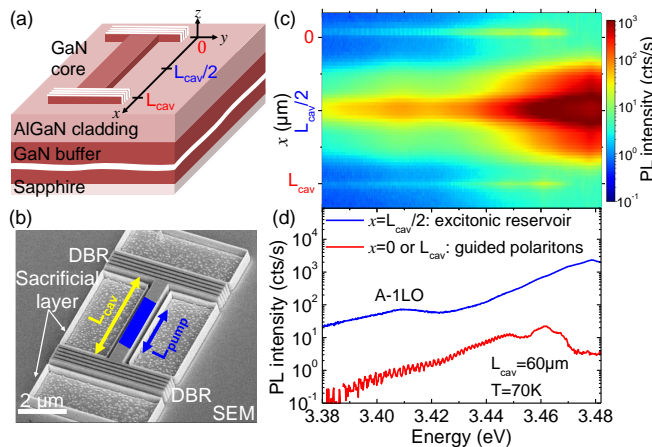 (a)
GaN
core
z
0
y
L_cav/2
L_cav
x
AlGaN cladding
GaN buffer
Sapphire
(b)
DBR
Sacrificial
layer
L_cav
L_pump
DBR
2 µm
SEM
(c)
0
x (µm)
L_cav/2
L_cav
10^3
10^2
10^1
10^0
10^-1
PL intensity (cts/s)
(d)
x=L_cav/2: excitonic reservoir
x=0 or L_cav: guided polaritons
A-1LO
L_cav=60µm
T=70K
10^4
10^3
10^2
10^1
10^0
10^-1
PL intensity (cts/s)
3.38 3.40 3.42 3.44 3.46 3.48
Energy (eV)